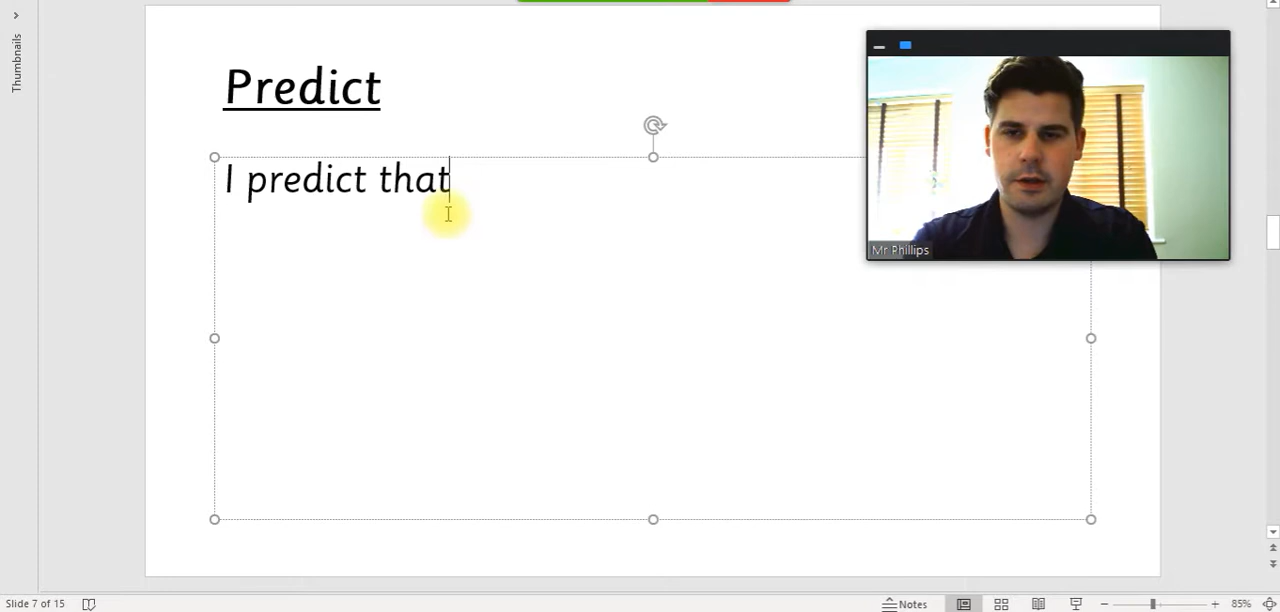 Thumbnails
Predict
I predict that
Mr Phillips
Slide 7 of 15
Notes
85%